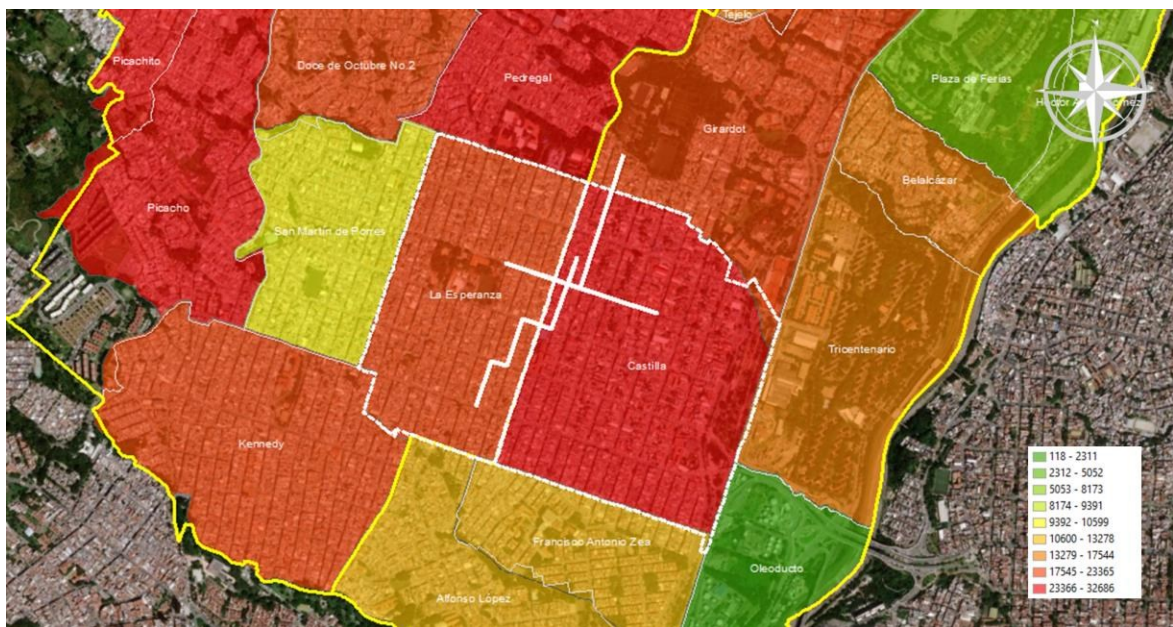 Tejelo
Picachito
Doce de Octubre No.2
Pedregal
Plaza de Ferias
Girardot
Belalcázar
Picacho
San Martín de Porres
La Esperanza
Tricentenario
Castilla
Kennedy
Francisco Antonio Zea
Oleoducto
Alfonso López
118 - 2311
2312 - 5052
5053 - 8173
8174 - 9391
9392 - 10599
10600 - 13278
13279 - 17544
17545 - 23365
23366 - 32686